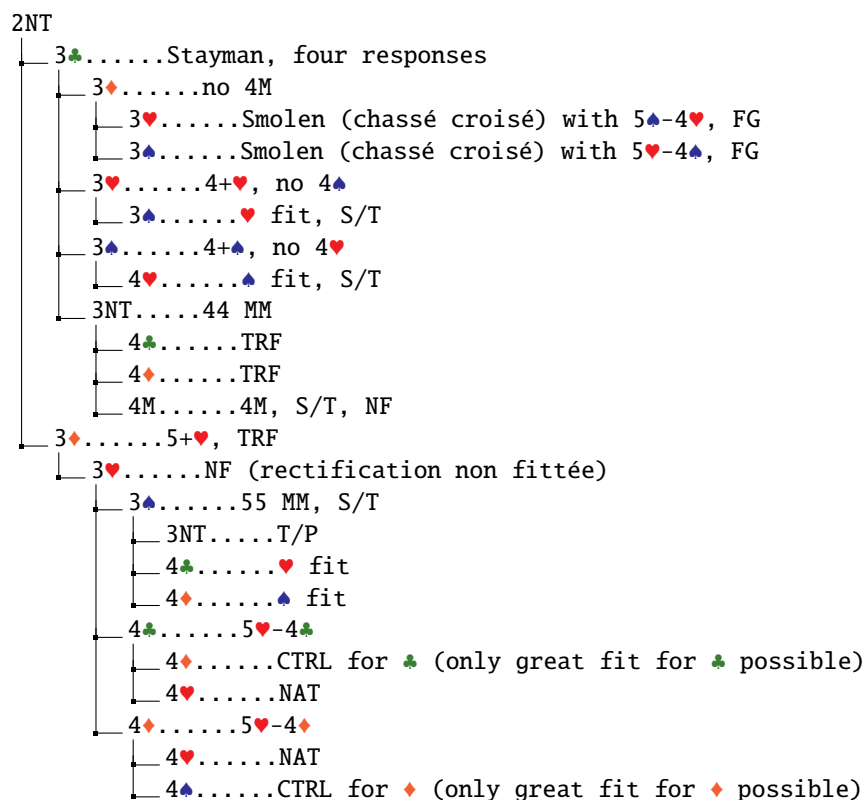 2NT
3♣......Stayman, four responses
3♦......no 4M
3♥......Smolen (chassé croisé) with 5♠-4♥, FG
3♠......Smolen (chassé croisé) with 5♥-4♠, FG
3♥......4+♥, no 4♠
3♠......♥ fit, S/T
3♠......4+♠, no 4♥
4♥......♠ fit, S/T
3NT.....44 MM
4♣......TRF
4♦......TRF
4M......4M, S/T, NF
3♦......5+♥, TRF
3♥......NF (rectification non fittée)
3♠......55 MM, S/T
3NT.....T/P
4♣......♥ fit
4♦......♠ fit
4♣......5♥-4♣
4♦......CTRL for ♣ (only great fit for ♣ possible)
4♥......NAT
4♦......5♥-4♦
4♥......NAT
4♠......CTRL for ♦ (only great fit for ♦ possible)